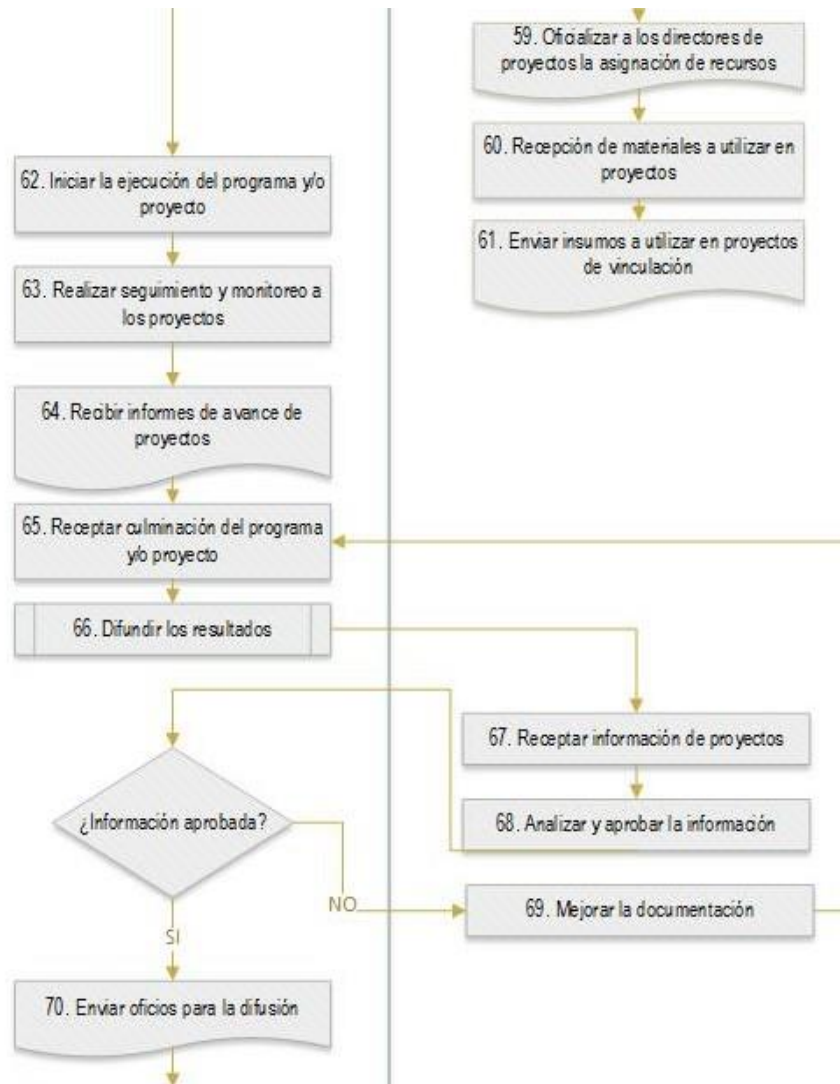 59. Oficializar a los directores de
proyectos la asignación de recursos
60. Recepción de materiales a utilizar en
proyectos
61. Enviar insumos a utilizar en proyectos
de vinculación
62. Iniciar la ejecución del programa y/o
proyecto
63. Realizar seguimiento y monitoreo a
los proyectos
64. Recibir informes de avance de
proyectos
65. Receptar culminación del programa
y/o proyecto
66. Difundir los resultados
67. Receptar información de proyectos
68. Analizar y aprobar la información
¿Información aprobada?
NO
69. Mejorar la documentación
SI
70. Enviar oficios para la difusión